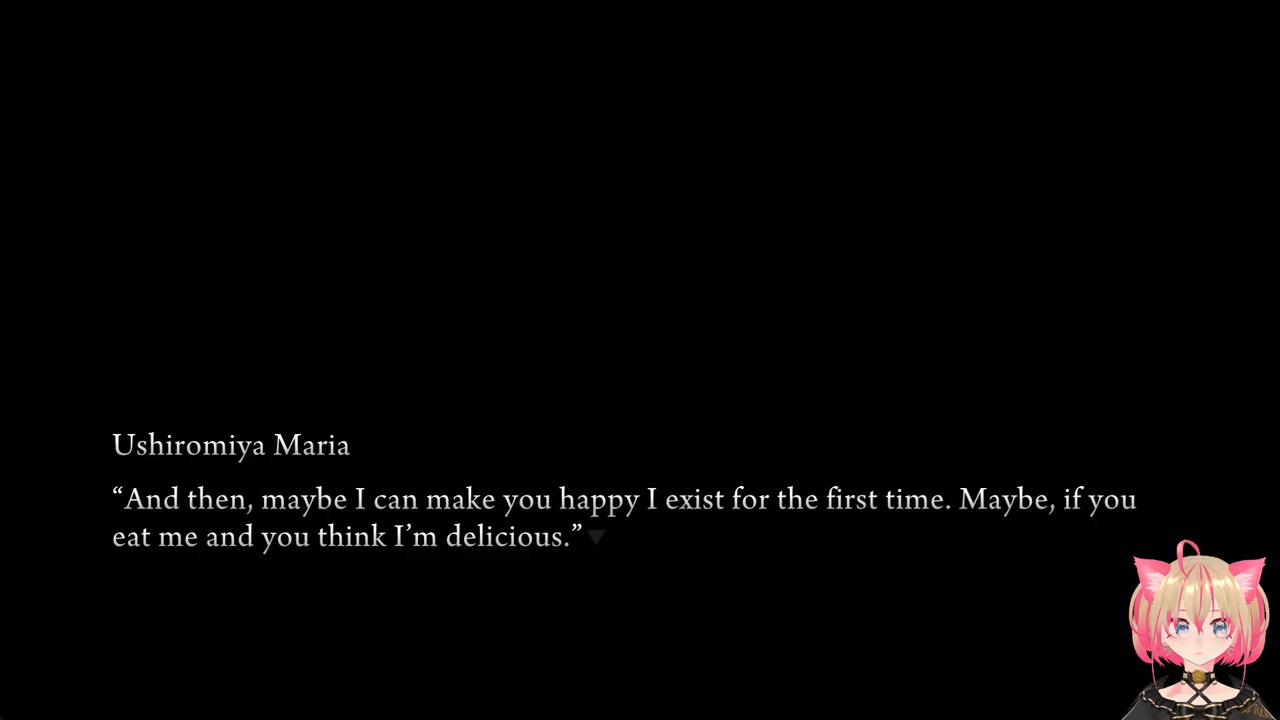 Ushiromiya Maria
“And then, maybe I can make you happy I exist for the first time. Maybe, if you
eat me and you think I’m delicious.”